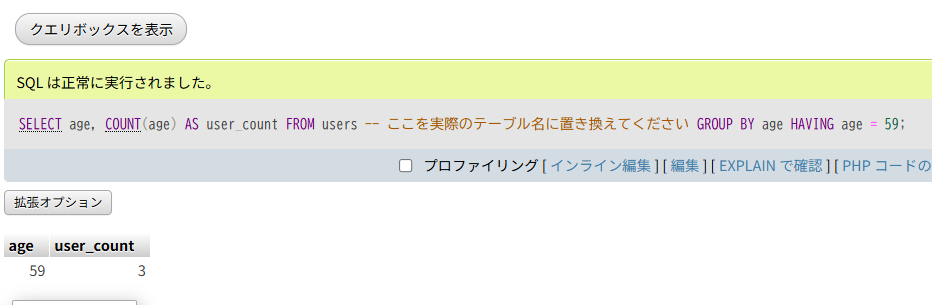 クエリボックスを表示
SQL は正常に実行されました。
SELECT age, COUNT(age) AS user_count FROM users -- ここを実際のテーブル名に置き換えてください GROUP BY age HAVING age = 59;
プロファイリング [ インライン編集 ] [ 編集 ] [ EXPLAIN で確認 ] [ PHP コードの
拡張オプション
age user_count
59 3